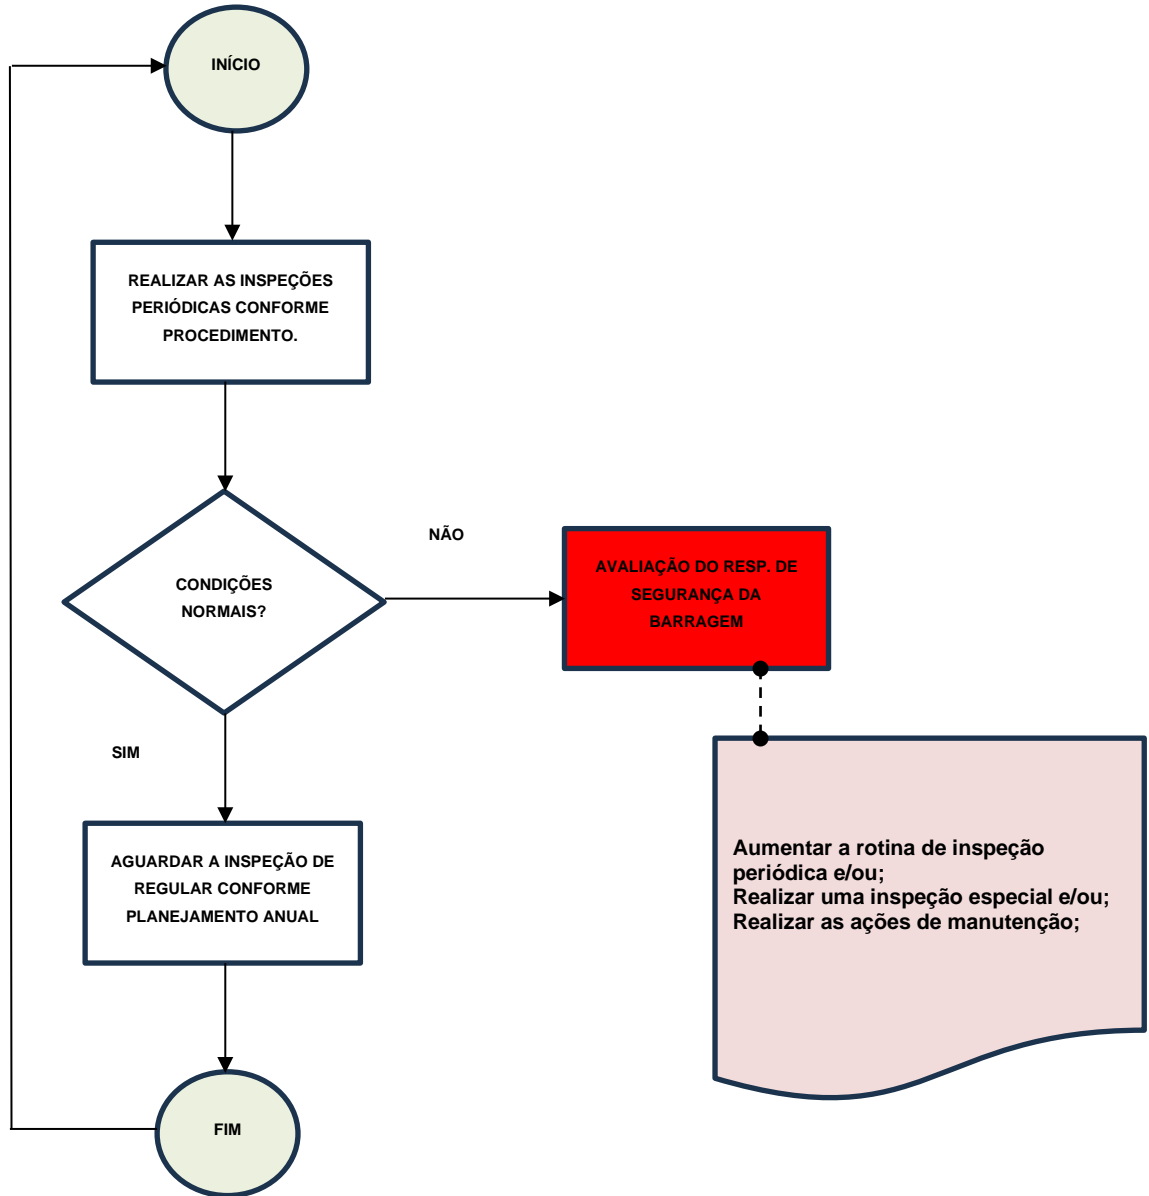 INÍCIO
REALIZAR AS INSPEÇÕES
PERIÓDICAS CONFORME
PROCEDIMENTO.
CONDIÇÕES
NORMAIS?
NÃO
AVALIAÇÃO DO RESP. DE
SEGURANÇA DA
BARRAGEM
SIM
AGUARDAR A INSPEÇÃO DE
REGULAR CONFORME
PLANEJAMENTO ANUAL
Aumentar a rotina de inspeção
periódica e/ou;
Realizar uma inspeção especial e/ou;
Realizar as ações de manutenção;
FIM